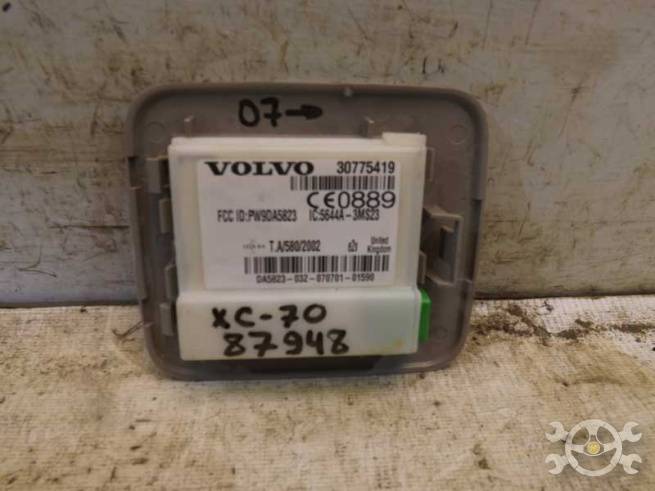 07→
VOLVO 30775419
CE0889
FCC ID:PW9DA5823 IC:5644A-3MS23
T.A/580/2002 United
Kingdom
DA5823-032-070701-01590
XC-70
87948